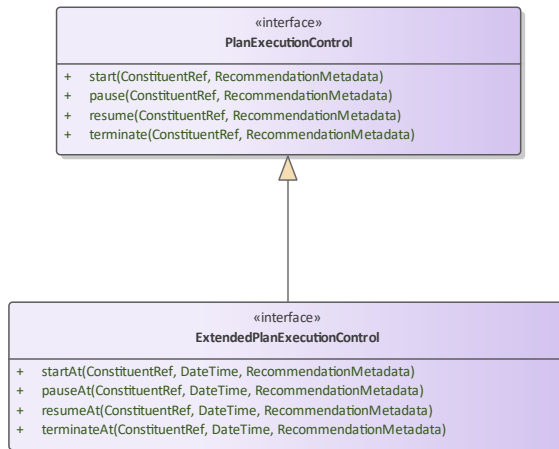 «interface»
PlanExecutionControl
+ start(ConstituentRef, RecommendationMetadata)
+ pause(ConstituentRef, RecommendationMetadata)
+ resume(ConstituentRef, RecommendationMetadata)
+ terminate(ConstituentRef, RecommendationMetadata)
«interface»
ExtendedPlanExecutionControl
+ startAt(ConstituentRef, DateTime, RecommendationMetadata)
+ pauseAt(ConstituentRef, DateTime, RecommendationMetadata)
+ resumeAt(ConstituentRef, DateTime, RecommendationMetadata)
+ terminateAt(ConstituentRef, DateTime, RecommendationMetadata)